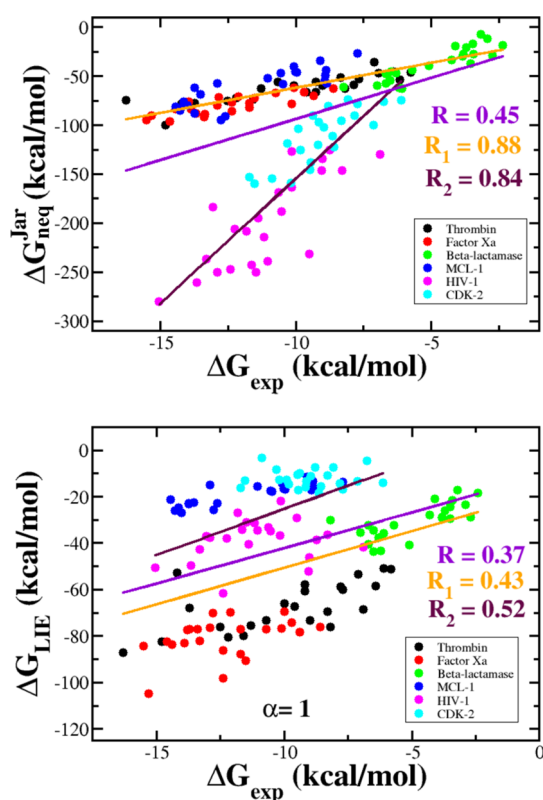 0
-50
-100
-150
-200
-250
-300
ΔG_neq^Jar (kcal/mol)
R = 0.45
R₁ = 0.88
R₂ = 0.84
Thrombin
Factor Xa
Beta-lactamase
MCL-1
HIV-1
CDK-2
-15 -10 -5
ΔG_exp (kcal/mol)
0
-20
-40
-60
-80
-100
-120
ΔG_LIE (kcal/mol)
R = 0.37
R₁ = 0.43
R₂ = 0.52
Thrombin
Factor Xa
Beta-lactamase
MCL-1
HIV-1
CDK-2
α= 1
-15 -10 -5 0
ΔG_exp (kcal/mol)